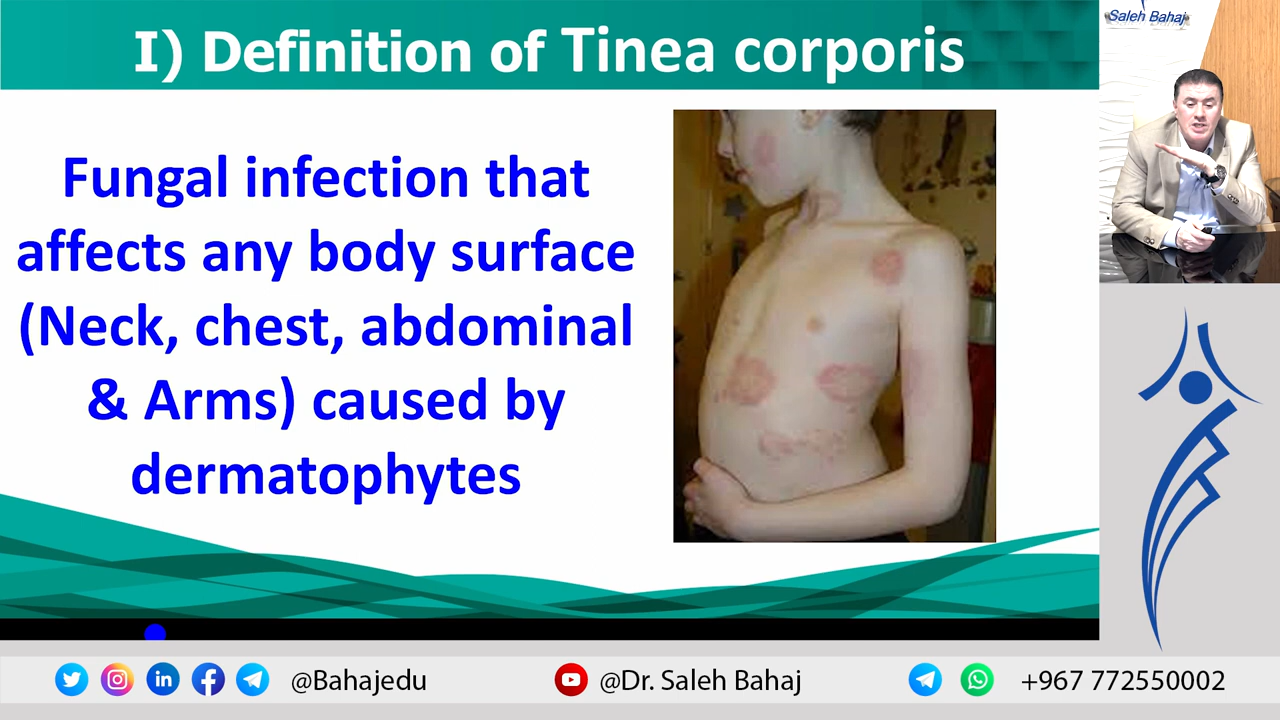 I) Definition of Tinea corporis
Saleh Bahaj
Fungal infection that
affects any body surface
(Neck, chest, abdominal
& Arms) caused by
dermatophytes
@Bahajedu
@Dr. Saleh Bahaj
+967 772550002